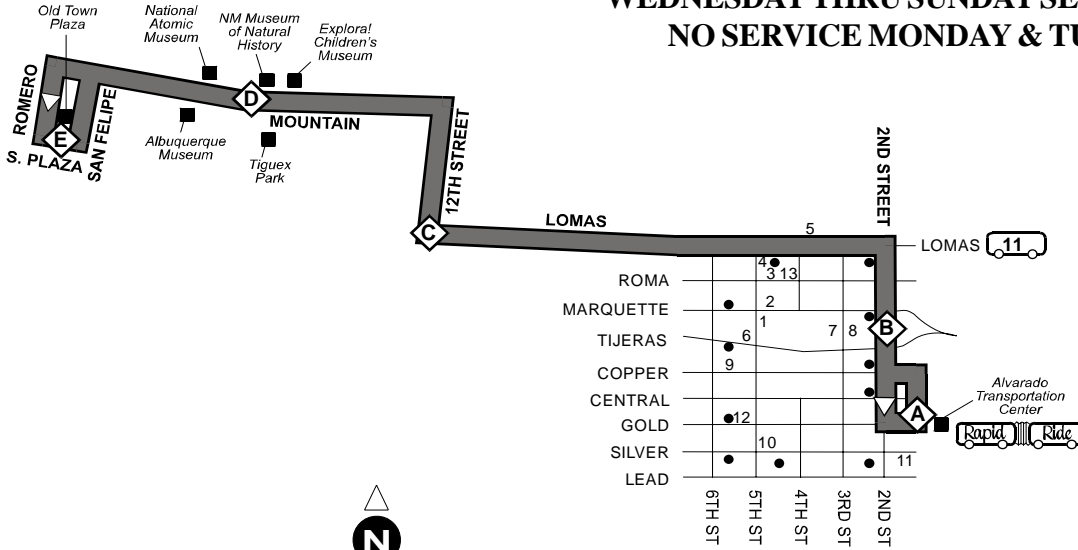 WEDNESDAY THRU SUNDAY SE
NO SERVICE MONDAY & TU
Old Town
Plaza
National
Atomic
Museum
NM Museum
of Natural
History
Explora!
Children's
Museum
ROMERO
E
S. PLAZA
SAN FELIPE
Albuquerque
Museum
D
MOUNTAIN
Tiguex
Park
12TH STREET
C
LOMAS
2ND STREET
5
LOMAS
11
4
3 13
ROMA
MARQUETTE
2
1
TIJERAS
6
7
8
B
COPPER
9
CENTRAL
A
Alvarado
Transportation
Center
Rapid
Ride
GOLD
12
SILVER
10
11
LEAD
6TH ST
5TH ST
4TH ST
3RD ST
2ND ST
N